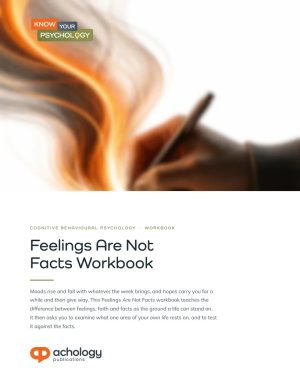 KNOW YOUR
PSYCHOLOGY
COGNITIVE BEHAVIOURAL PSYCHOLOGY · WORKBOOK
Feelings Are Not
Facts Workbook
Moods rise and fall with whatever the week brings, and hopes carry you for a
while and then give way. This Feelings Are Not Facts workbook teaches the
difference between feelings, faith and facts as the ground a life can stand on.
It then asks you to examine what one area of your own life rests on, and to test
it against the facts.
achology
publications